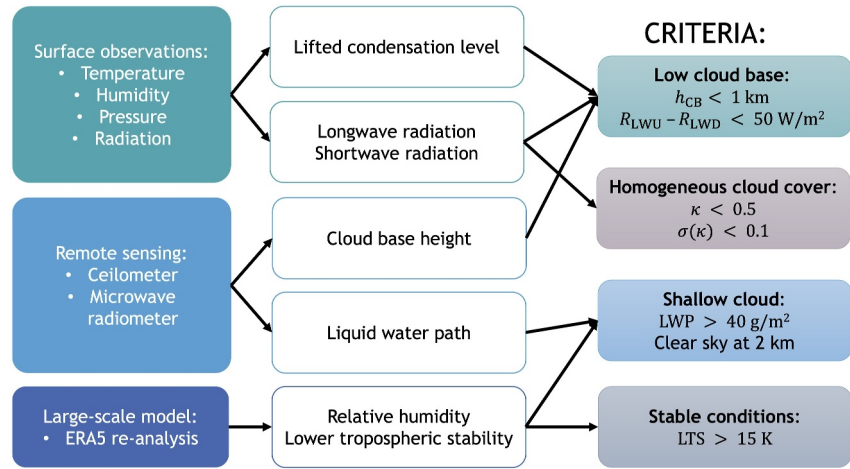 Surface observations:
• Temperature
• Humidity
• Pressure
• Radiation
Remote sensing:
• Ceilometer
• Microwave
radiometer
Large-scale model:
• ERA5 re-analysis
Lifted condensation level
Longwave radiation
Shortwave radiation
Cloud base height
Liquid water path
Relative humidity
Lower tropospheric stability
CRITERIA:
Low cloud base:
h_CB < 1 km
R_LWU – R_LWD < 50 W/m²
Homogeneous cloud cover:
κ < 0.5
σ(κ) < 0.1
Shallow cloud:
LWP > 40 g/m²
Clear sky at 2 km
Stable conditions:
LTS > 15 K